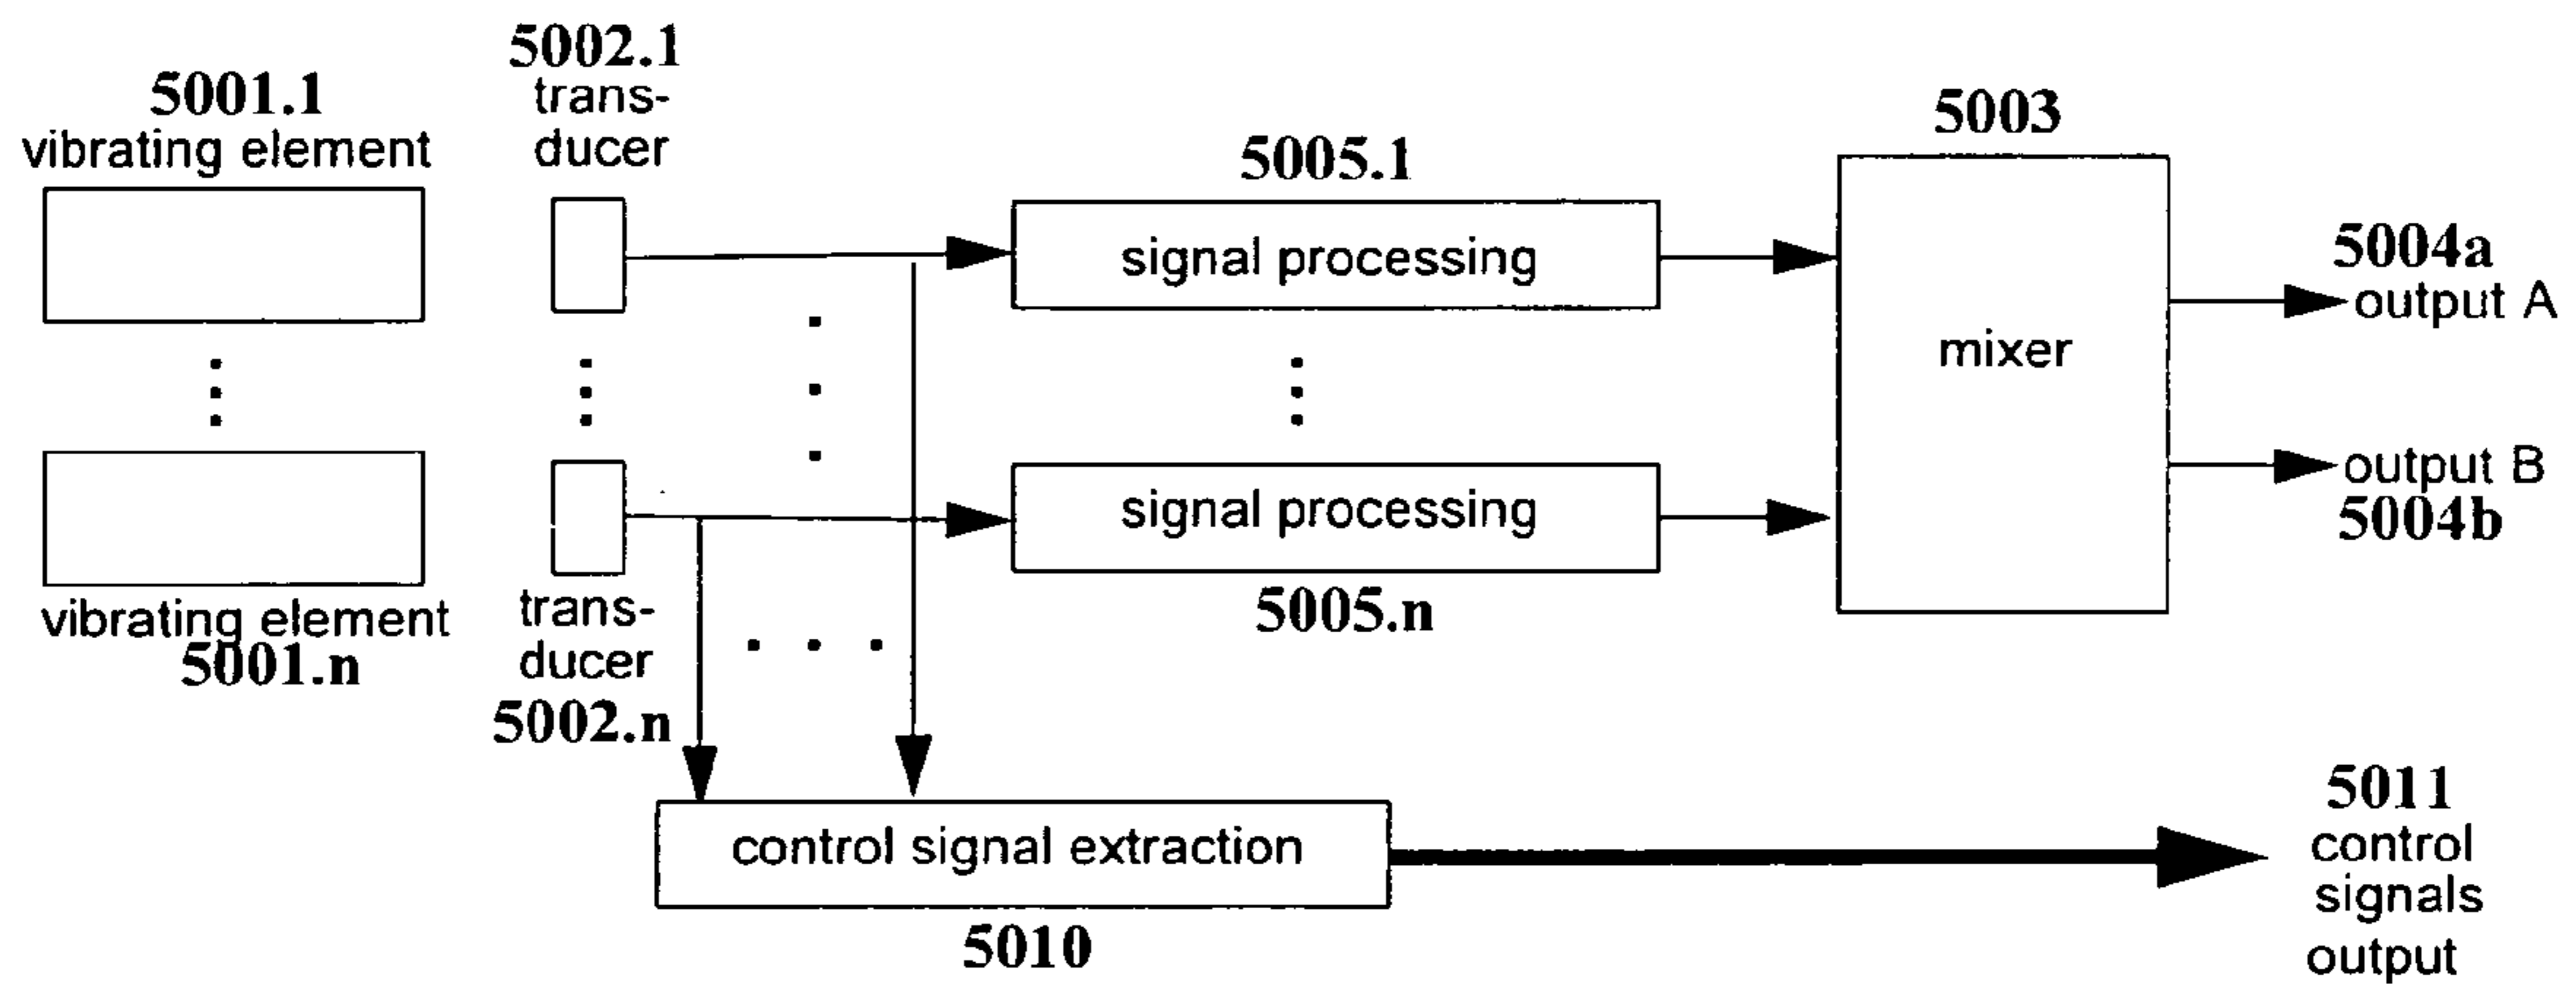 5001.1
vibrating element
5002.1
trans-
ducer
5005.1
signal processing
5003
mixer
5004a
output A
output B
5004b
signal processing
5005.n
vibrating element
5001.n
trans-
ducer
5002.n
control signal extraction
5010
5011
control
signals
output